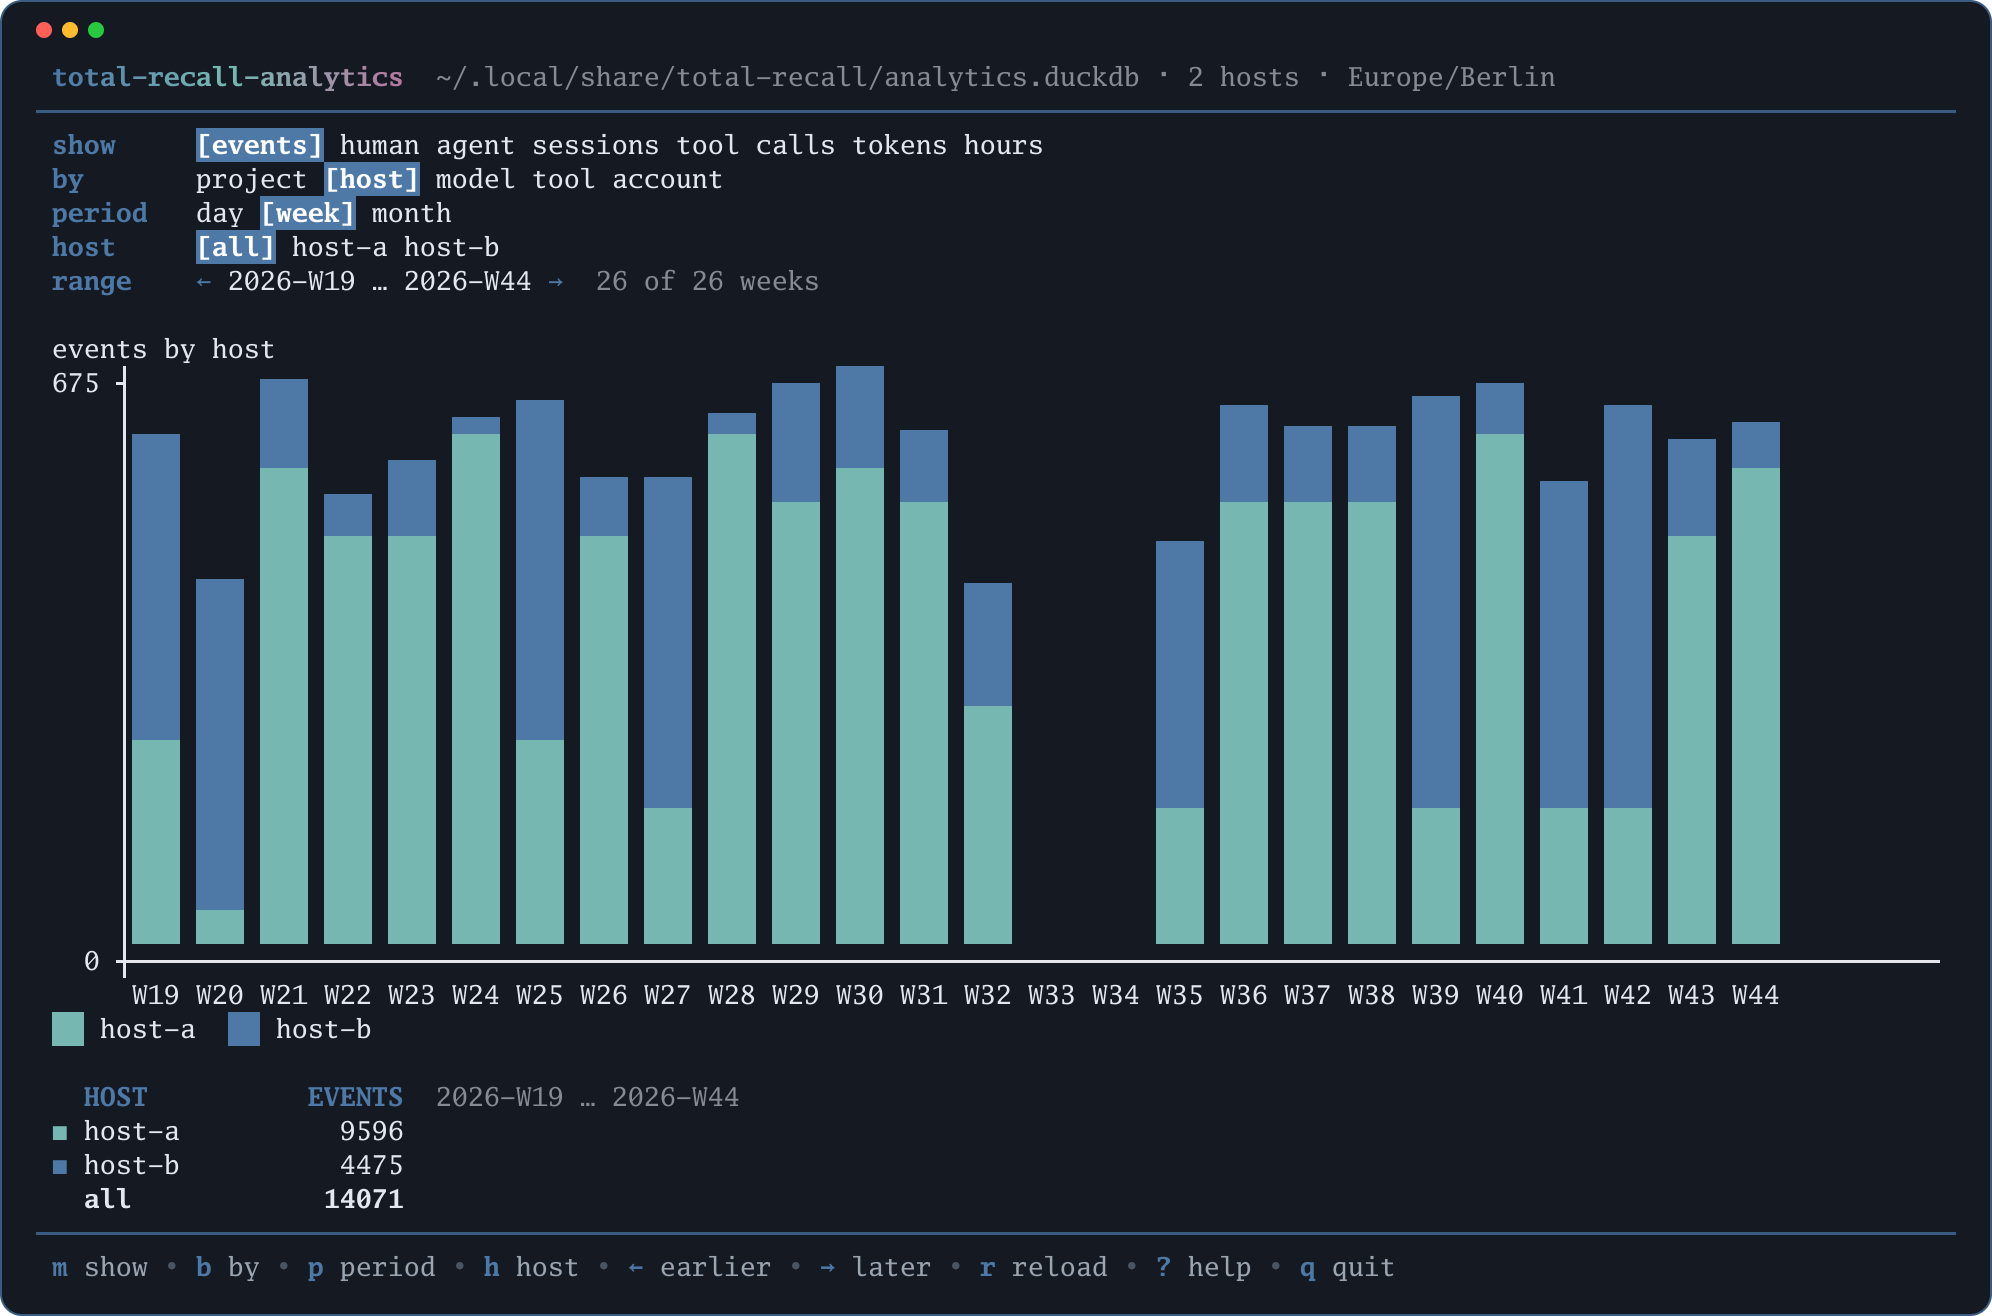 total-recall-analytics ~/.local/share/total-recall/analytics.duckdb · 2 hosts · Europe/Berlin
show [events] human agent sessions tool calls tokens hours
by project [host] model tool account
period day [week] month
host [all] host-a host-b
range ← 2026-W19 … 2026-W44 → 26 of 26 weeks
events by host
675
0
W19 W20 W21 W22 W23 W24 W25 W26 W27 W28 W29 W30 W31 W32 W33 W34 W35 W36 W37 W38 W39 W40 W41 W42 W43 W44
host-a host-b
HOST EVENTS 2026-W19 … 2026-W44
■ host-a 9596
■ host-b 4475
all 14071
m show • b by • p period • h host • ← earlier • → later • r reload • ? help • q quit